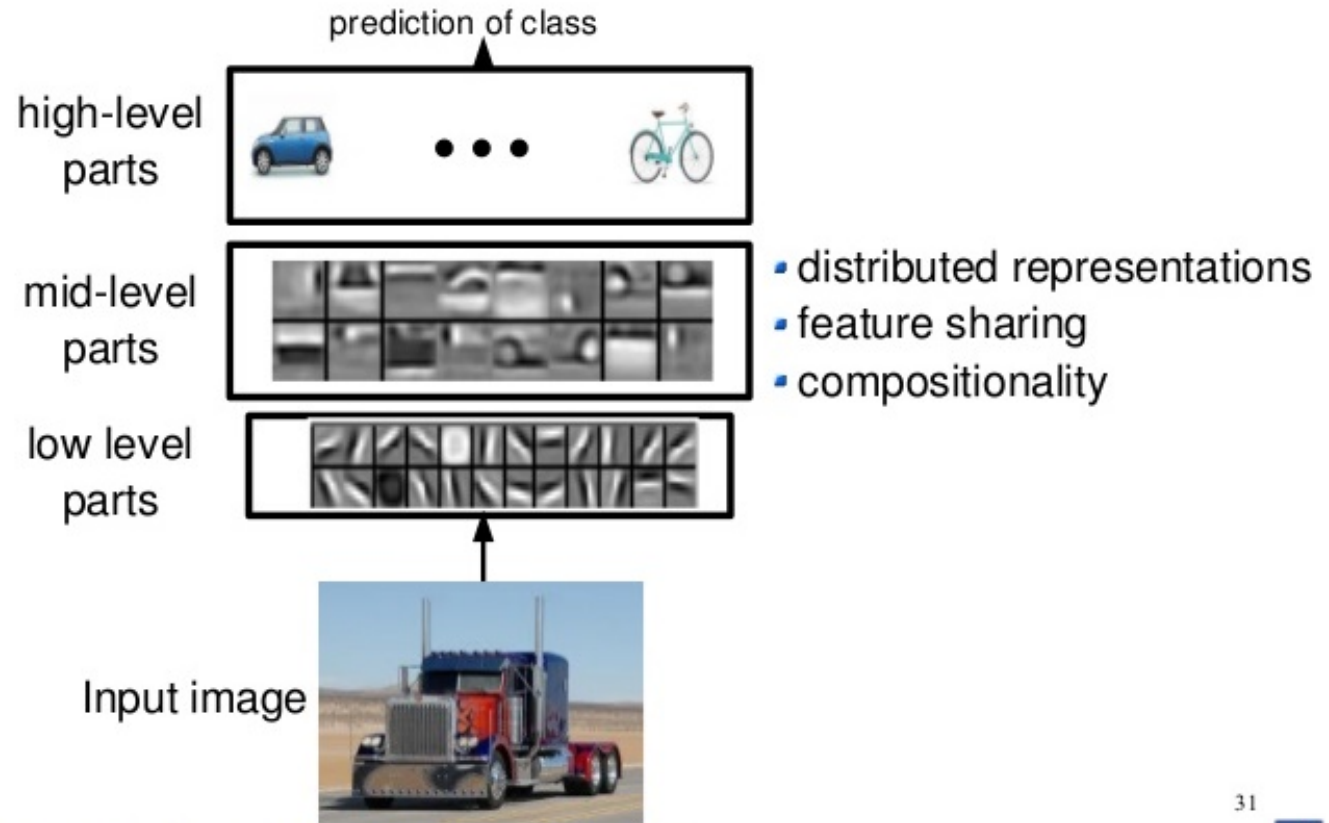 prediction of class
high-level
parts
mid-level
parts
distributed representations
feature sharing
compositionality
low level
parts
Input image
31